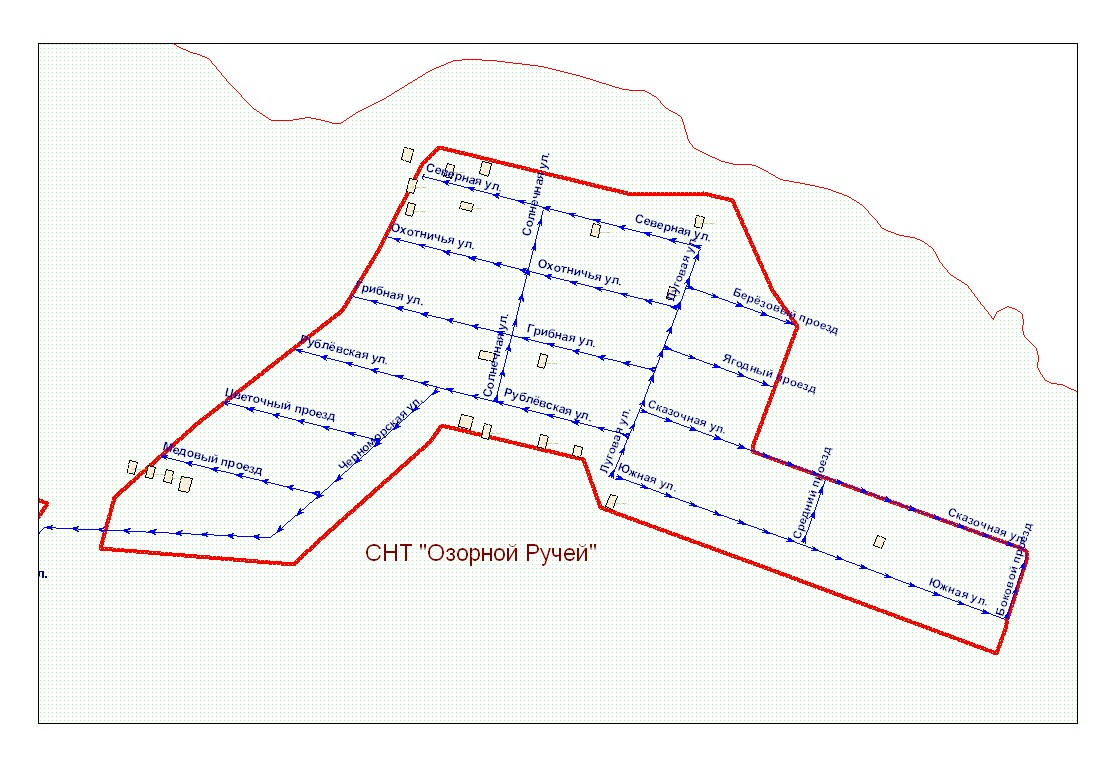 Северная ул.
Солнечная ул.
Северная ул.
Охотничья ул.
Луговая ул.
Охотничья ул.
Грибная ул.
Берёзовый проезд
Грибная ул.
Солнечная ул.
Рублёвская ул.
Ягодный проезд
Цветочный проезд
Черноморская ул.
Рублёвская ул.
Сказочная ул.
Медовый проезд
Луговая ул.
Южная ул.
Средний проезд
Сказочная ул.
СНТ "Озорной Ручей"
Южная ул.
Боковой проезд
л.